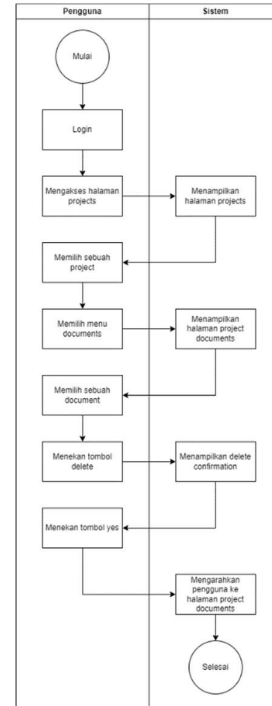 Pengguna
Sistem
Mulai
Login
Mengakses halaman
projects
Menampilkan
halaman projects
Memilih sebuah
project
Memilih menu
documents
Menampilkan
halaman project
documents
Memilih sebuah
document
Menekan tombol
delete
Menampilkan delete
confirmation
Menekan tombol yes
Mengarahkan
pengguna ke
halaman project
documents
Selesai